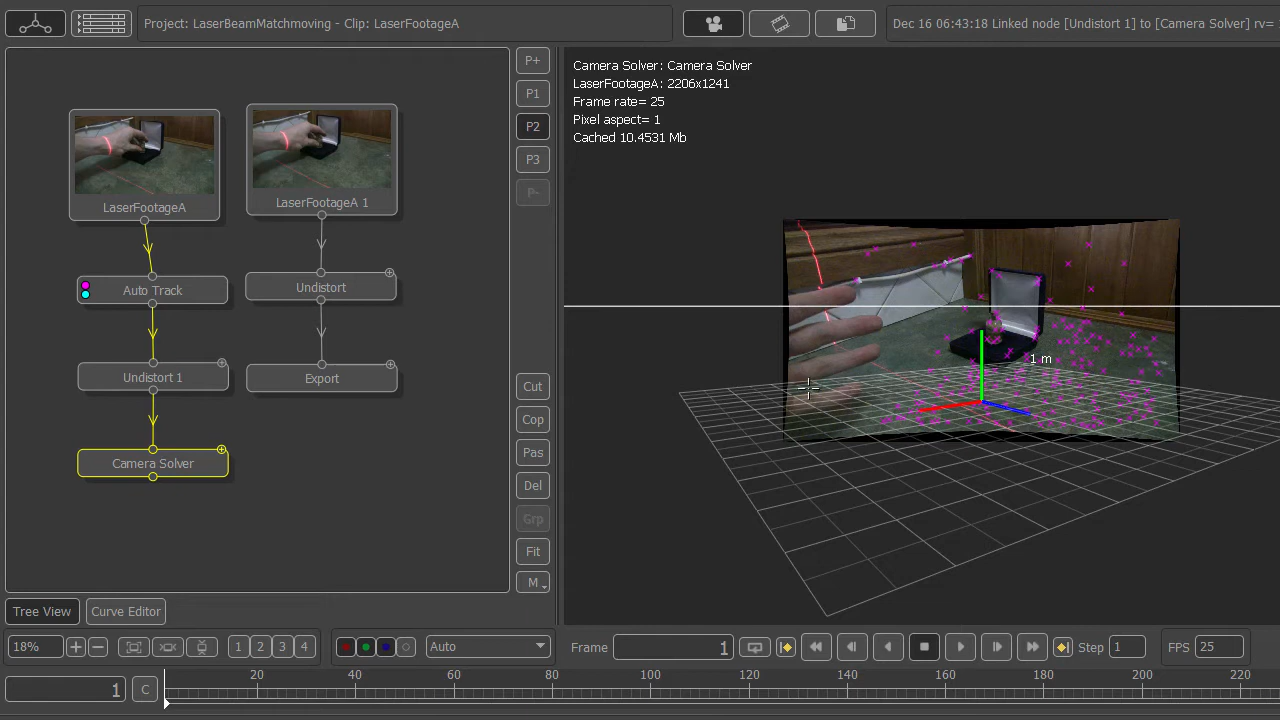 Project: LaserBeamMatchmoving - Clip: LaserFootageA
Dec 16 06:43:18 Linked node [Undistort 1] to [Camera Solver] rv=
P+
P1
P2
P3
P-
Cut
Cop
Pas
Del
Grp
Fit
M
LaserFootageA
LaserFootageA 1
Auto Track
Undistort
Undistort 1
Export
Camera Solver
Camera Solver: Camera Solver
LaserFootageA: 2206x1241
Frame rate= 25
Pixel aspect= 1
Cached 10.4531 Mb
1 m
Tree View
Curve Editor
18%
1 2 3 4
Auto
Frame
1
Step
1
FPS
25
1
C
20 40 60 80 100 120 140 160 180 200 220